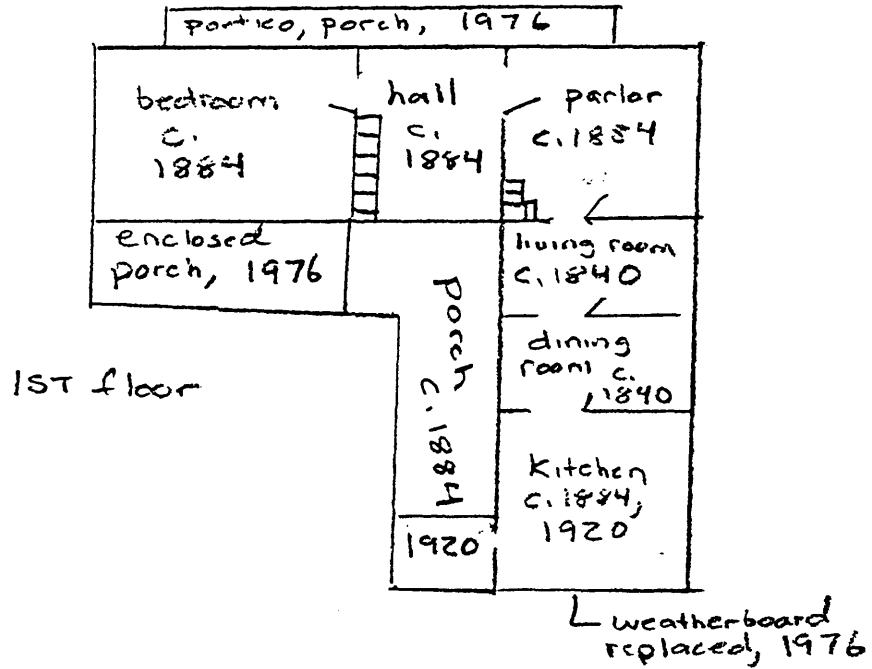 portico, porch, 1976
bedroom
c.
1884
hall
c.
1884
parlor
c. 1884
enclosed
porch, 1976
living room
c. 1840
porch
c. 1884
dining
room c.
1840
1ST floor
Kitchen
c. 1884,
1920
1920
weatherboard
replaced, 1976